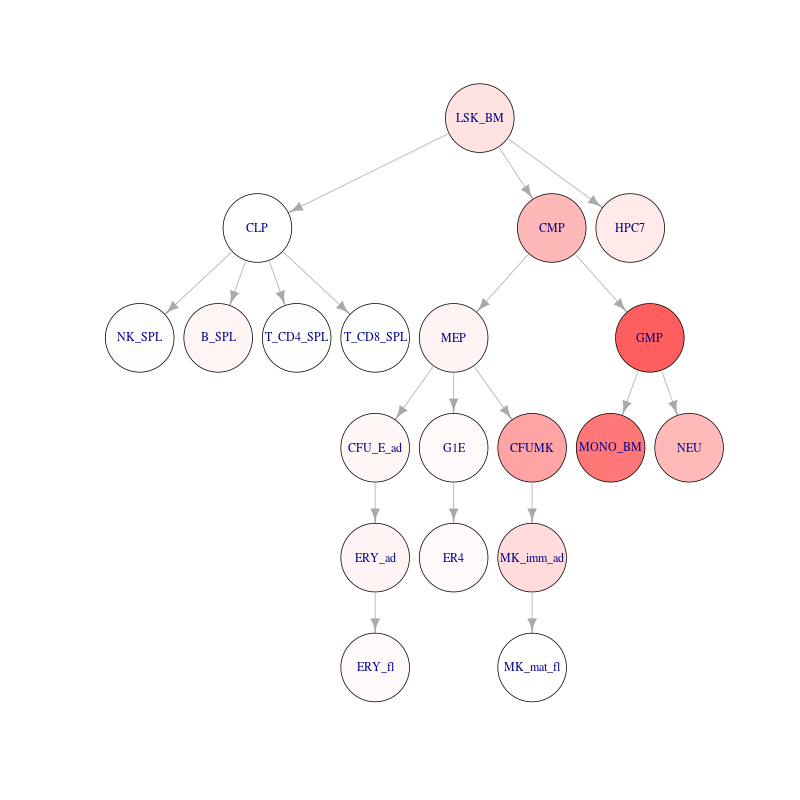 LSK_BM
CLP
CMP
HPC7
NK_SPL
B_SPL
T_CD4_SPL
T_CD8_SPL
MEP
GMP
CFU_E_ad
G1E
CFUMK
MONO_BM
NEU
ERY_ad
ER4
MK_imm_ad
ERY_fl
MK_mat_fl